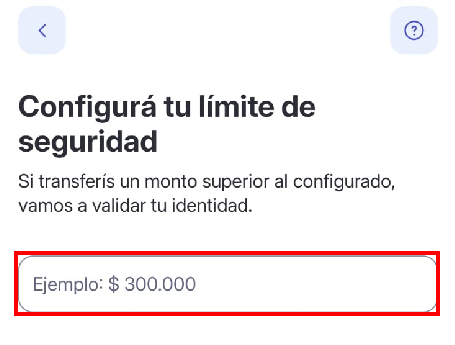 Configurá tu límite de
seguridad
Si transferís un monto superior al configurado,
vamos a validar tu identidad.
Ejemplo: $ 300.000